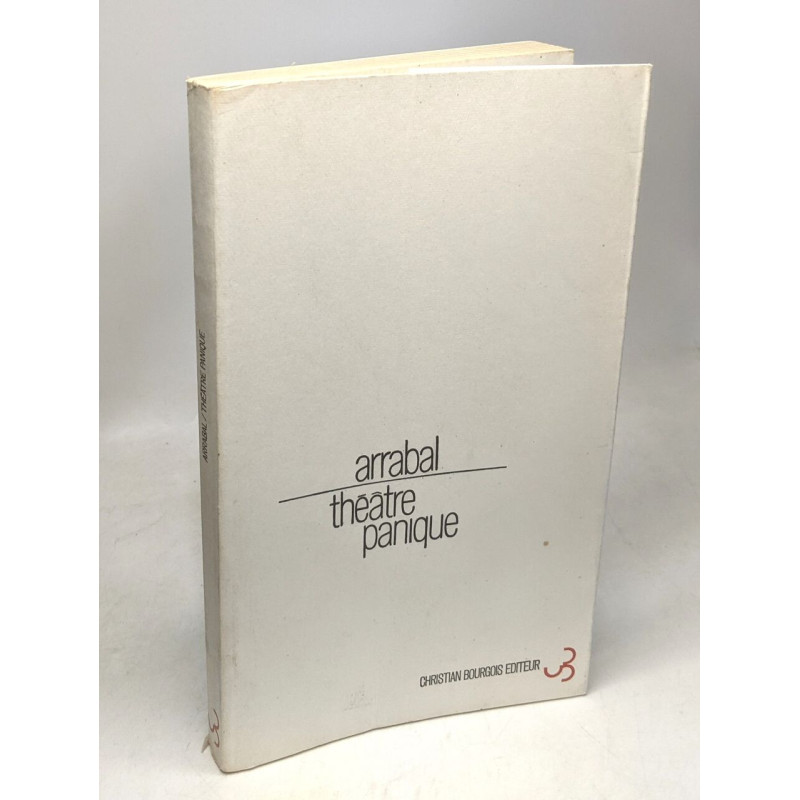 ARRABAL / THÉÂTRE PANIQUE
arrabal
théâtre
panique
CHRISTIAN BOURGOIS EDITEUR